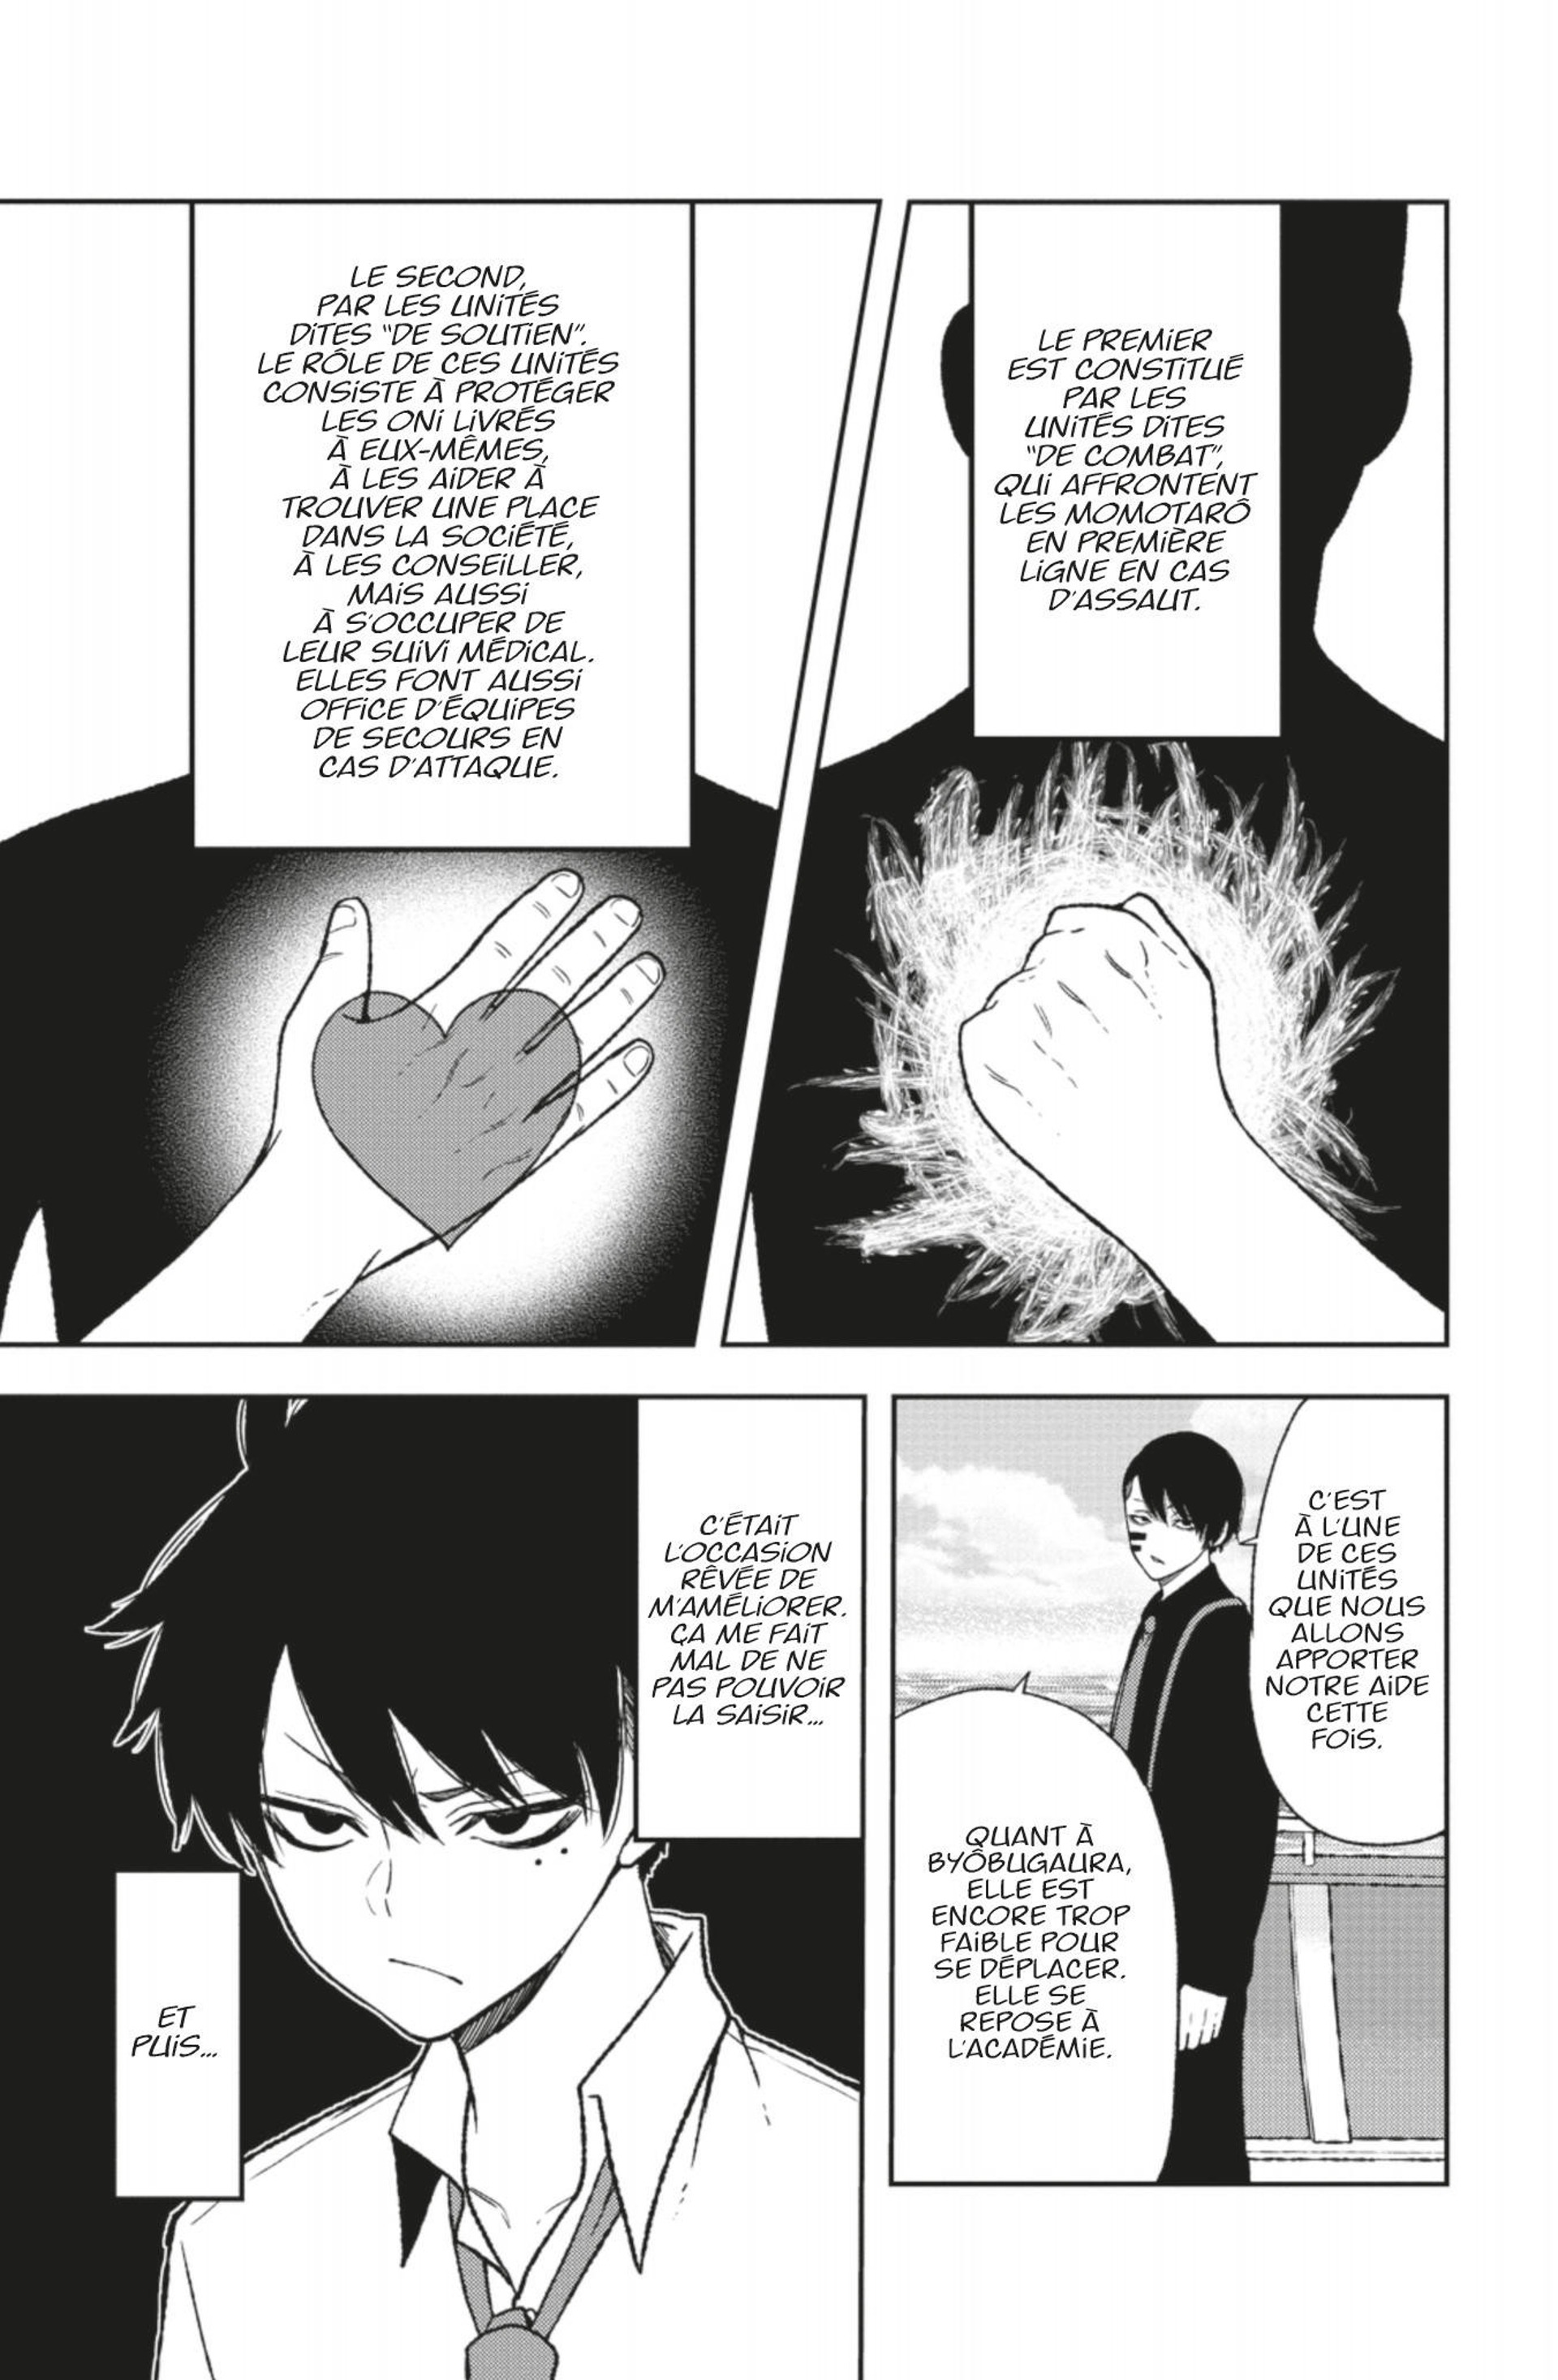 LE PREMIER
EST CONSTITUÉ
PAR LES
UNITÉS DITES
“DE COMBAT”,
QUI AFFRONTENT
LES MOMOTARÔ
EN PREMIÈRE
LIGNE EN CAS
D'ASSAUT.
LE SECOND,
PAR LES UNITÉS
DITES “DE SOUTIEN”.
LE RÔLE DE CES UNITÉS
CONSISTE À PROTÉGER
LES ONI LIVRÉS
À EUX-MÊMES,
À LES AIDER À
TROUVER UNE PLACE
DANS LA SOCIÉTÉ,
À LES CONSEILLER,
MAIS AUSSI
À S'OCCUPER DE
LEUR SUIVI MÉDICAL.
ELLES FONT AUSSI
OFFICE D'ÉQUIPES
DE SECOURS EN
CAS D'ATTAQUE.
C'EST
À L'UNE
DE CES
UNITÉS
QUE NOUS
ALLONS
APPORTER
NOTRE AIDE
CETTE
FOIS.
QUANT À
BYÔBUGAURA,
ELLE EST
ENCORE TROP
FAIBLE POUR
SE DÉPLACER.
ELLE SE
REPOSE À
L'ACADÉMIE.
C'ÉTAIT
L'OCCASION
RÊVÉE DE
M'AMÉLIORER.
ÇA ME FAIT
MAL DE NE
PAS POUVOIR
LA SAISIR...
ET
PUIS...